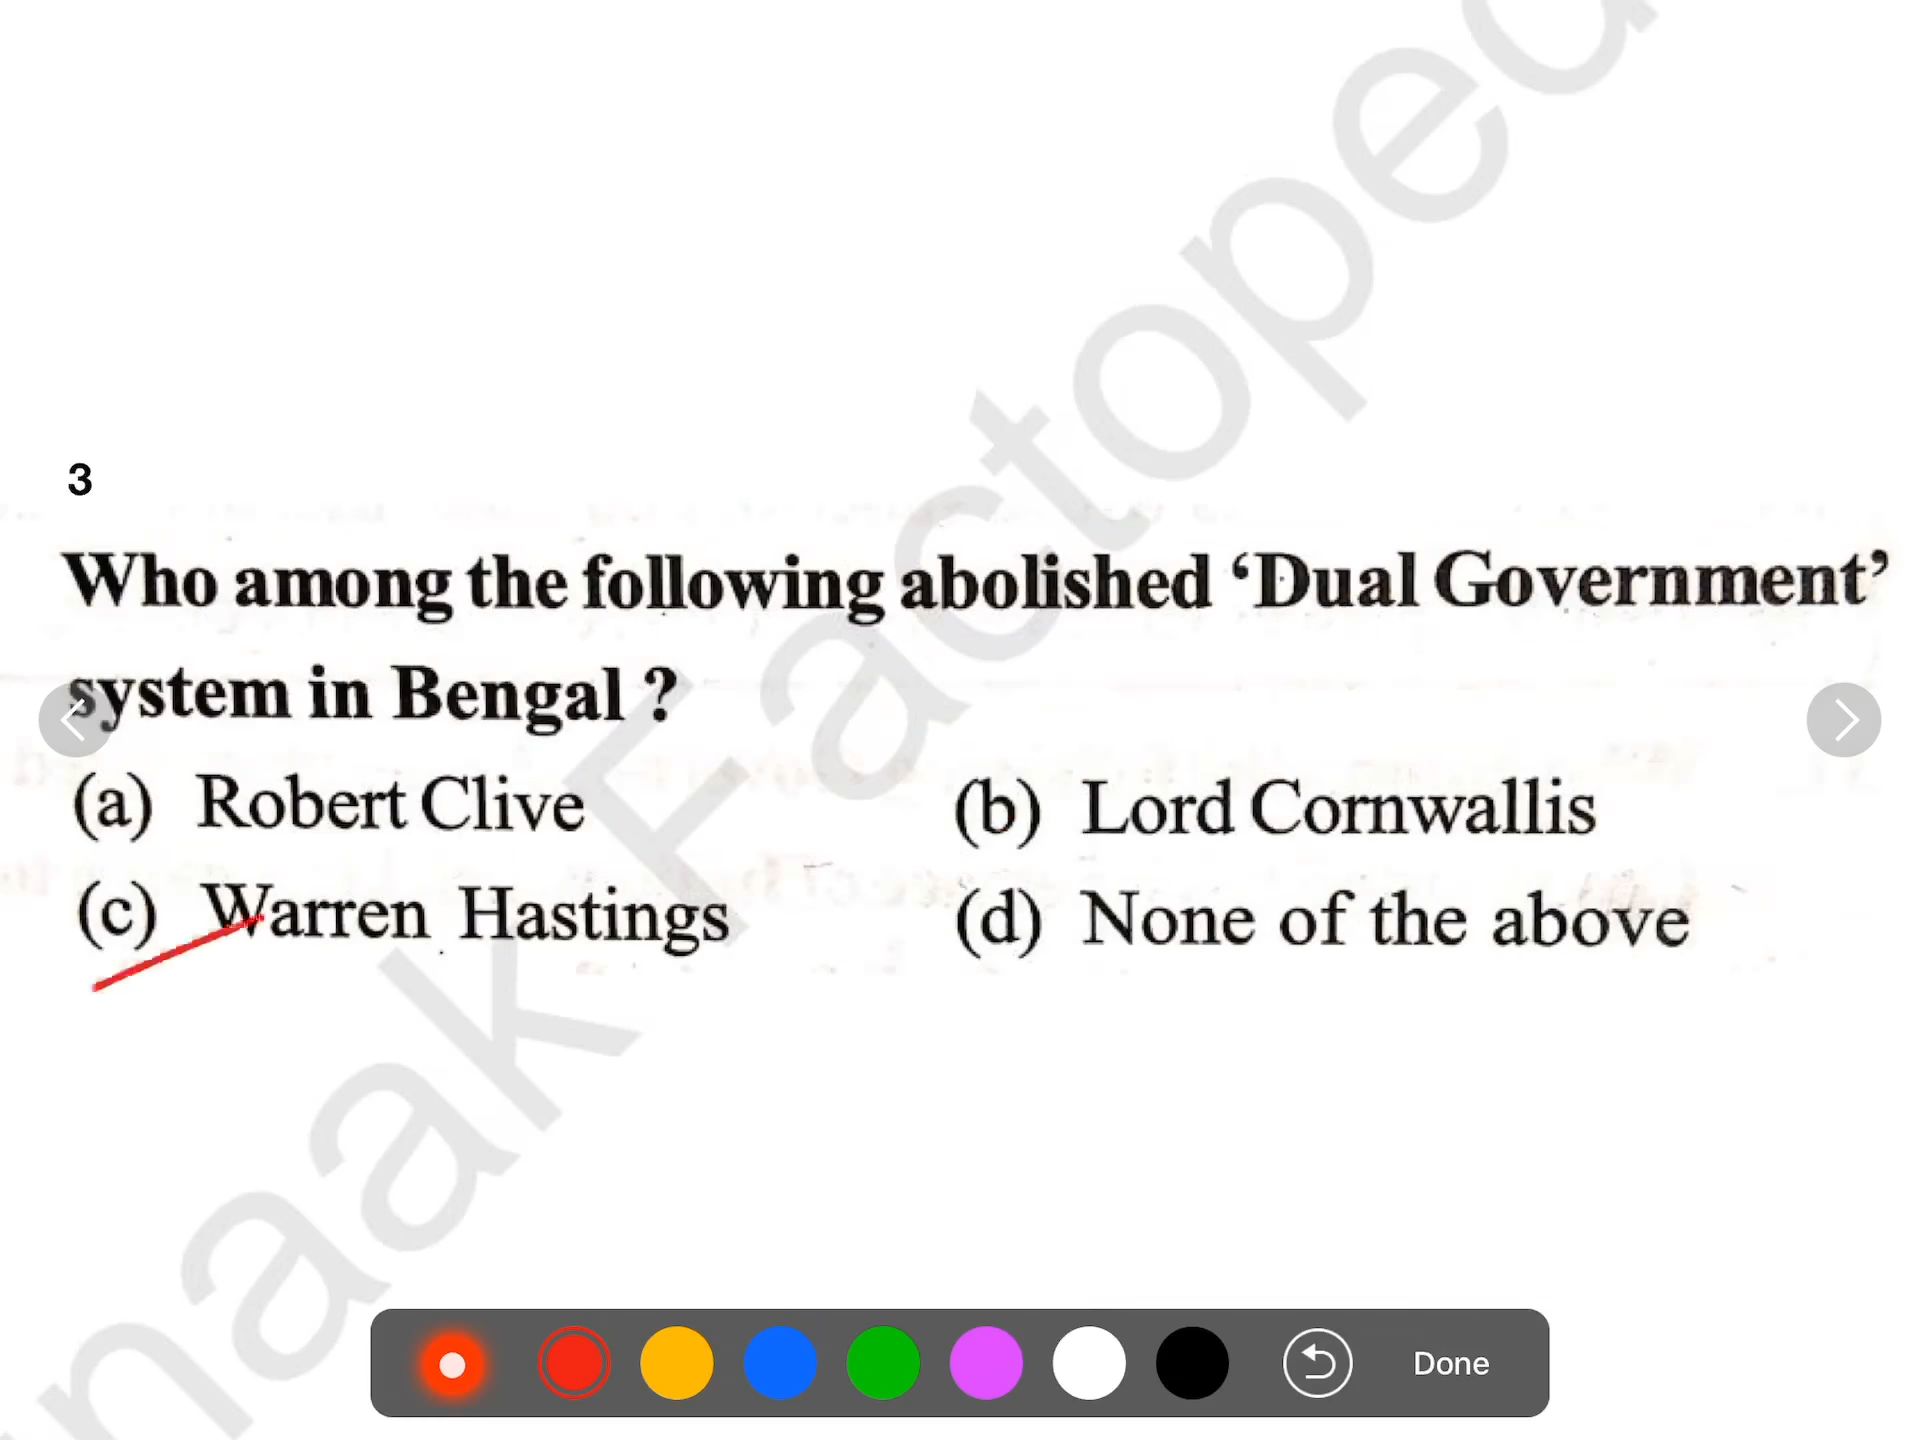 3
Who among the following abolished ‘Dual Government’
system in Bengal ?
(a) Robert Clive (b) Lord Cornwallis
(c) Warren Hastings (d) None of the above
Done